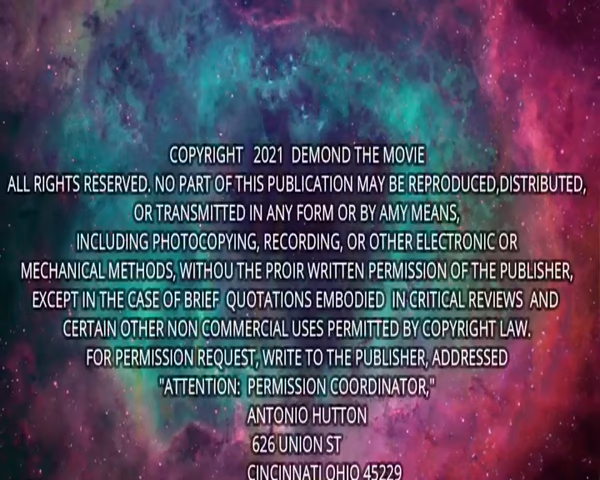 COPYRIGHT 2021 DEMOND THE MOVIE
ALL RIGHTS RESERVED. NO PART OF THIS PUBLICATION MAY BE REPRODUCED,DISTRIBUTED,
OR TRANSMITTED IN ANY FORM OR BY AMY MEANS,
INCLUDING PHOTOCOPYING, RECORDING, OR OTHER ELECTRONIC OR
MECHANICAL METHODS, WITHOU THE PROIR WRITTEN PERMISSION OF THE PUBLISHER,
EXCEPT IN THE CASE OF BRIEF QUOTATIONS EMBODIED IN CRITICAL REVIEWS AND
CERTAIN OTHER NON COMMERCIAL USES PERMITTED BY COPYRIGHT LAW.
FOR PERMISSION REQUEST, WRITE TO THE PUBLISHER, ADDRESSED
"ATTENTION: PERMISSION COORDINATOR,"
ANTONIO HUTTON
626 UNION ST
CINCINNATI OHIO 45229